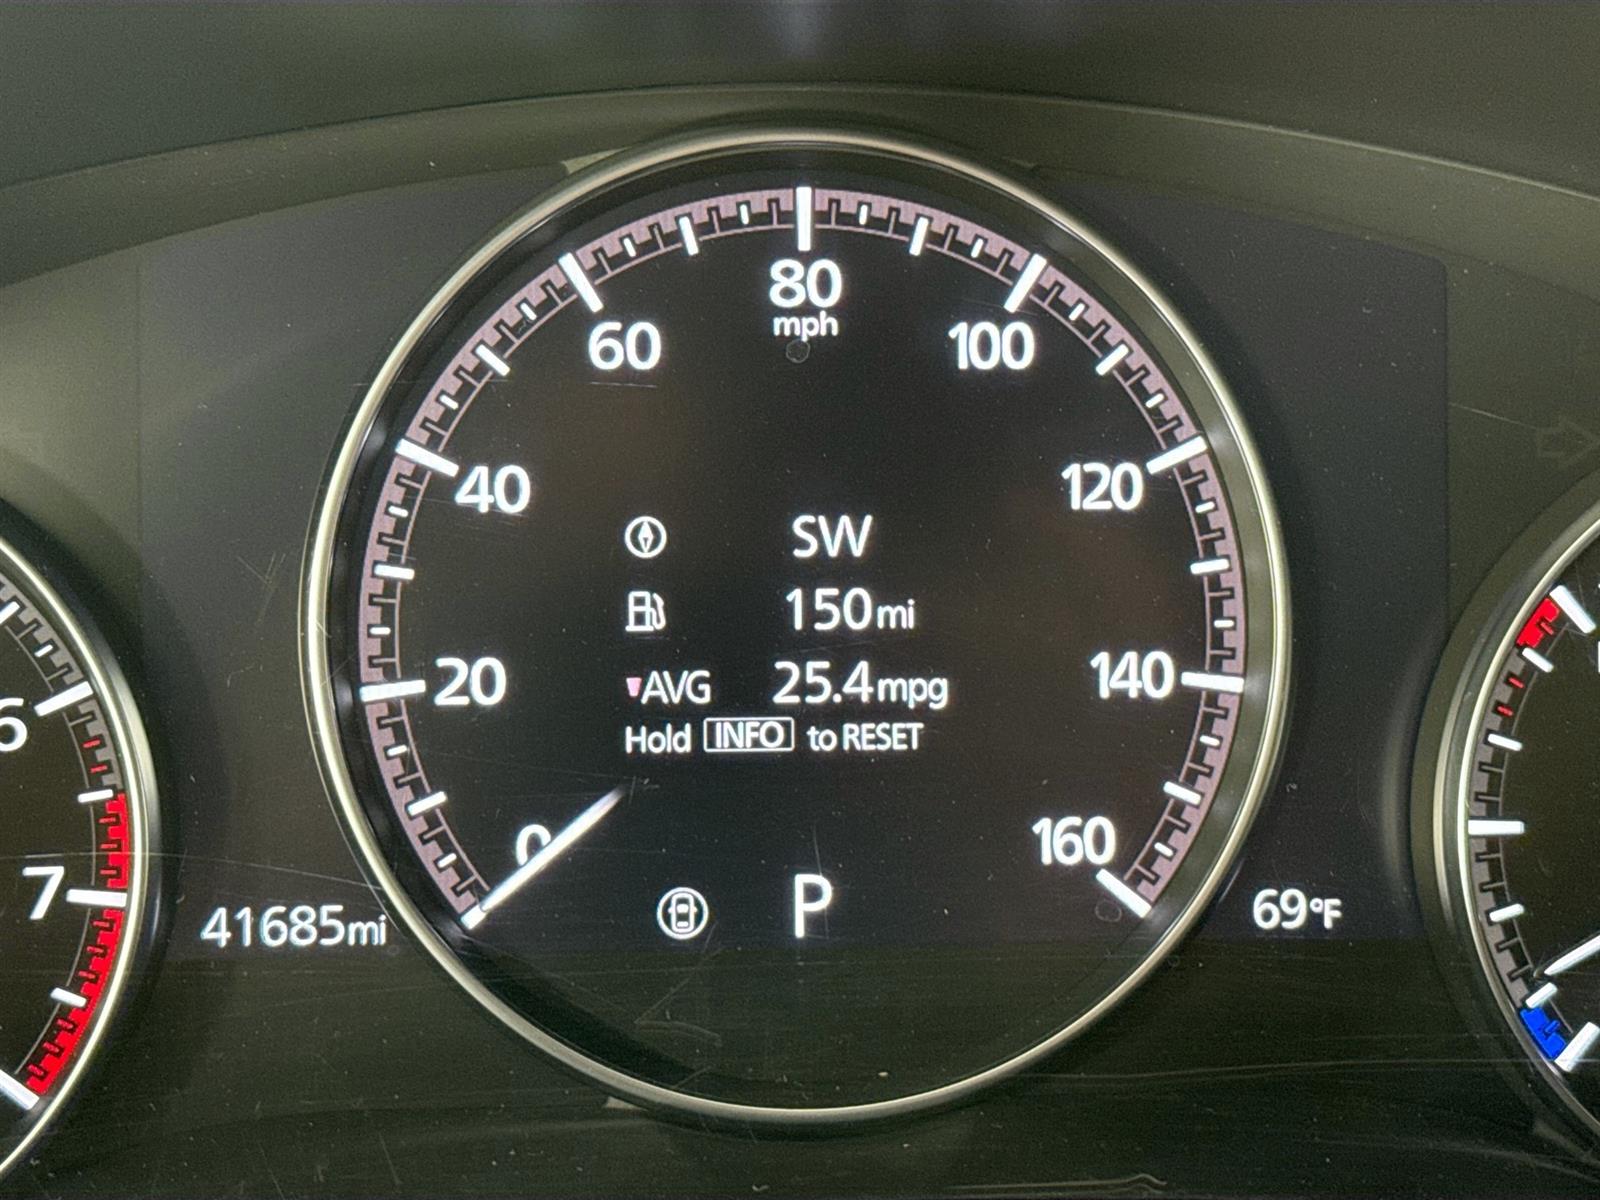 80
mph
60
100
40
120
SW
150mi
20
AVG 25.4mpg
140
Hold INFO to RESET
6
0
160
7
P
41685mi
69°F